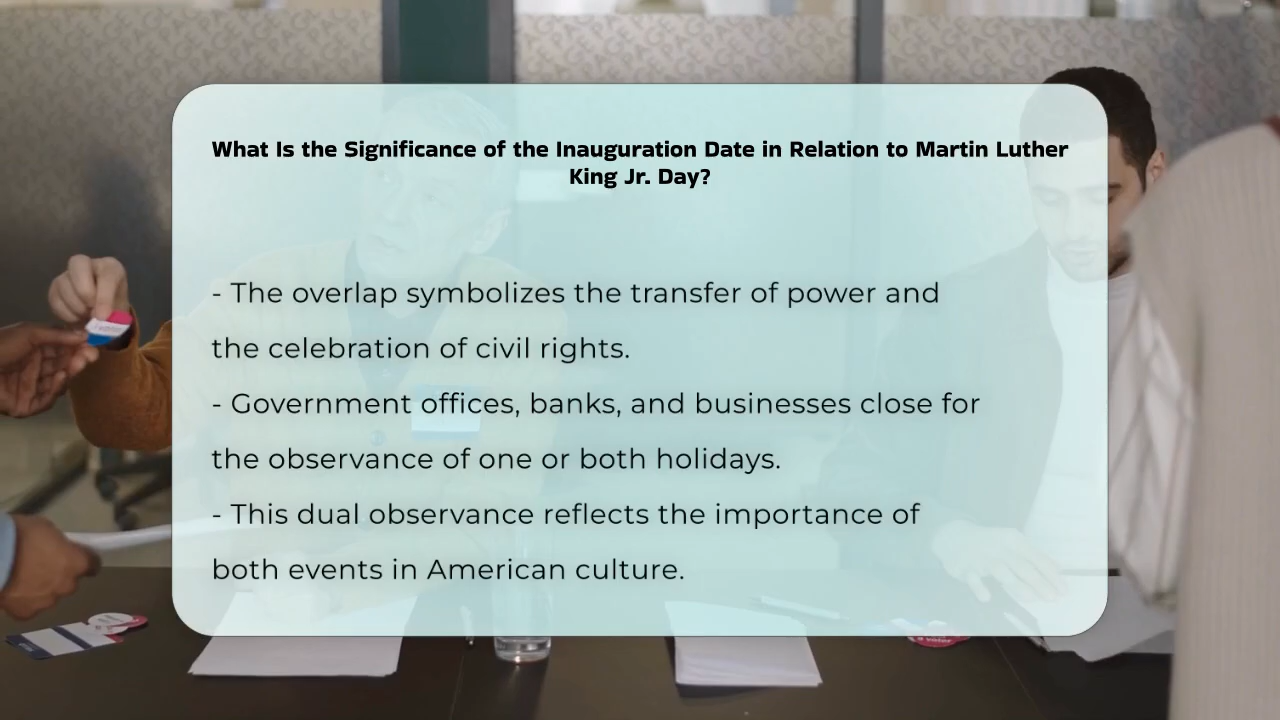 What Is the Significance of the Inauguration Date in Relation to Martin Luther
King Jr. Day?
- The overlap symbolizes the transfer of power and
the celebration of civil rights.
- Government offices, banks, and businesses close for
the observance of one or both holidays.
- This dual observance reflects the importance of
both events in American culture.